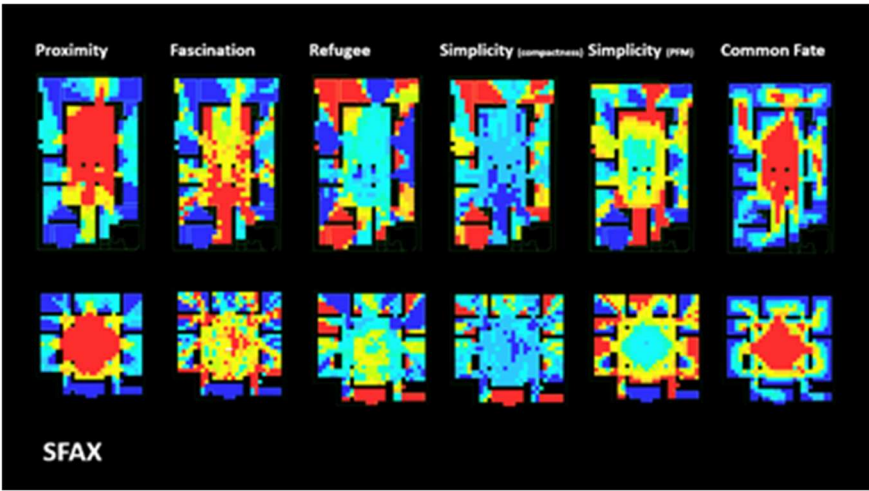 Proximity Fascination Refugee Simplicity (compactness) Simplicity (PFM) Common Fate
SFAX